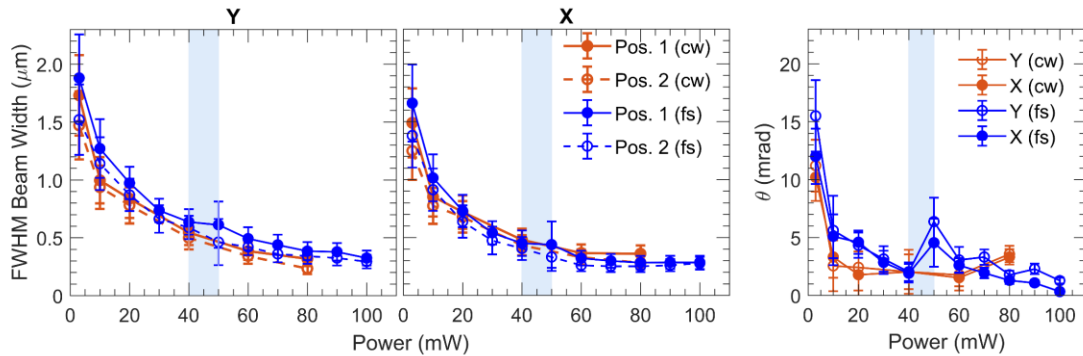 Y
X
FWHM Beam Width (μm)
2.0
1.5
1.0
0.5
0
0 20 40 60 80 100
0 20 40 60 80 100
Power (mW)
Pos. 1 (cw)
Pos. 2 (cw)
Pos. 1 (fs)
Pos. 2 (fs)
θ (mrad)
20
10
0
0 20 40 60 80 100
Power (mW)
Y (cw)
X (cw)
Y (fs)
X (fs)